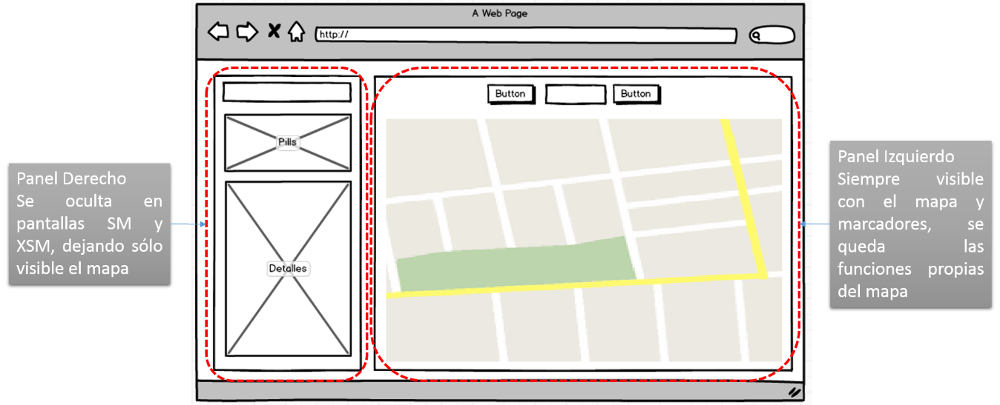 A Web Page
http://
Button
Button
Pills
Detalles
Panel Derecho
Se oculta en
pantallas SM y
XSM, dejando sólo
visible el mapa
Panel Izquierdo
Siempre visible
con el mapa y
marcadores, se
queda las
funciones propias
del mapa